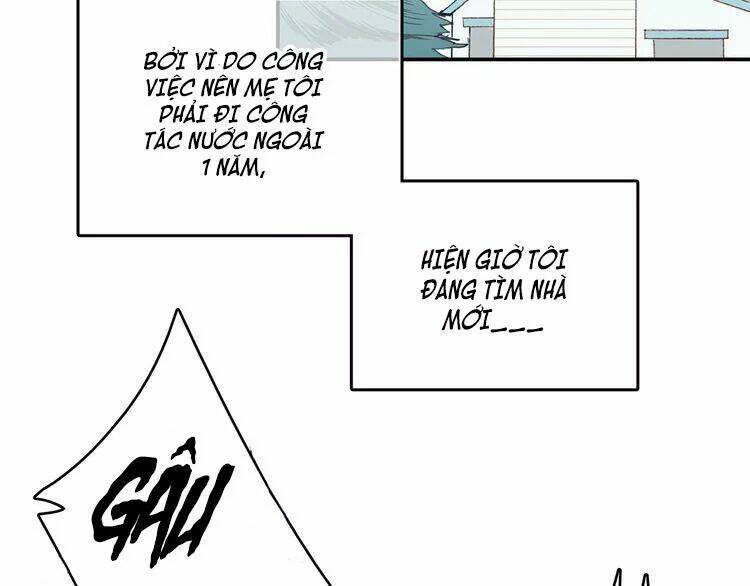 BỞI VÌ DO CÔNG
VIỆC NÊN MẸ TÔI
PHẢI ĐI CÔNG
TÁC NƯỚC NGOÀI
1 NĂM,
HIỆN GIỜ TÔI
ĐANG TÌM NHÀ
MỚI___
GÂU